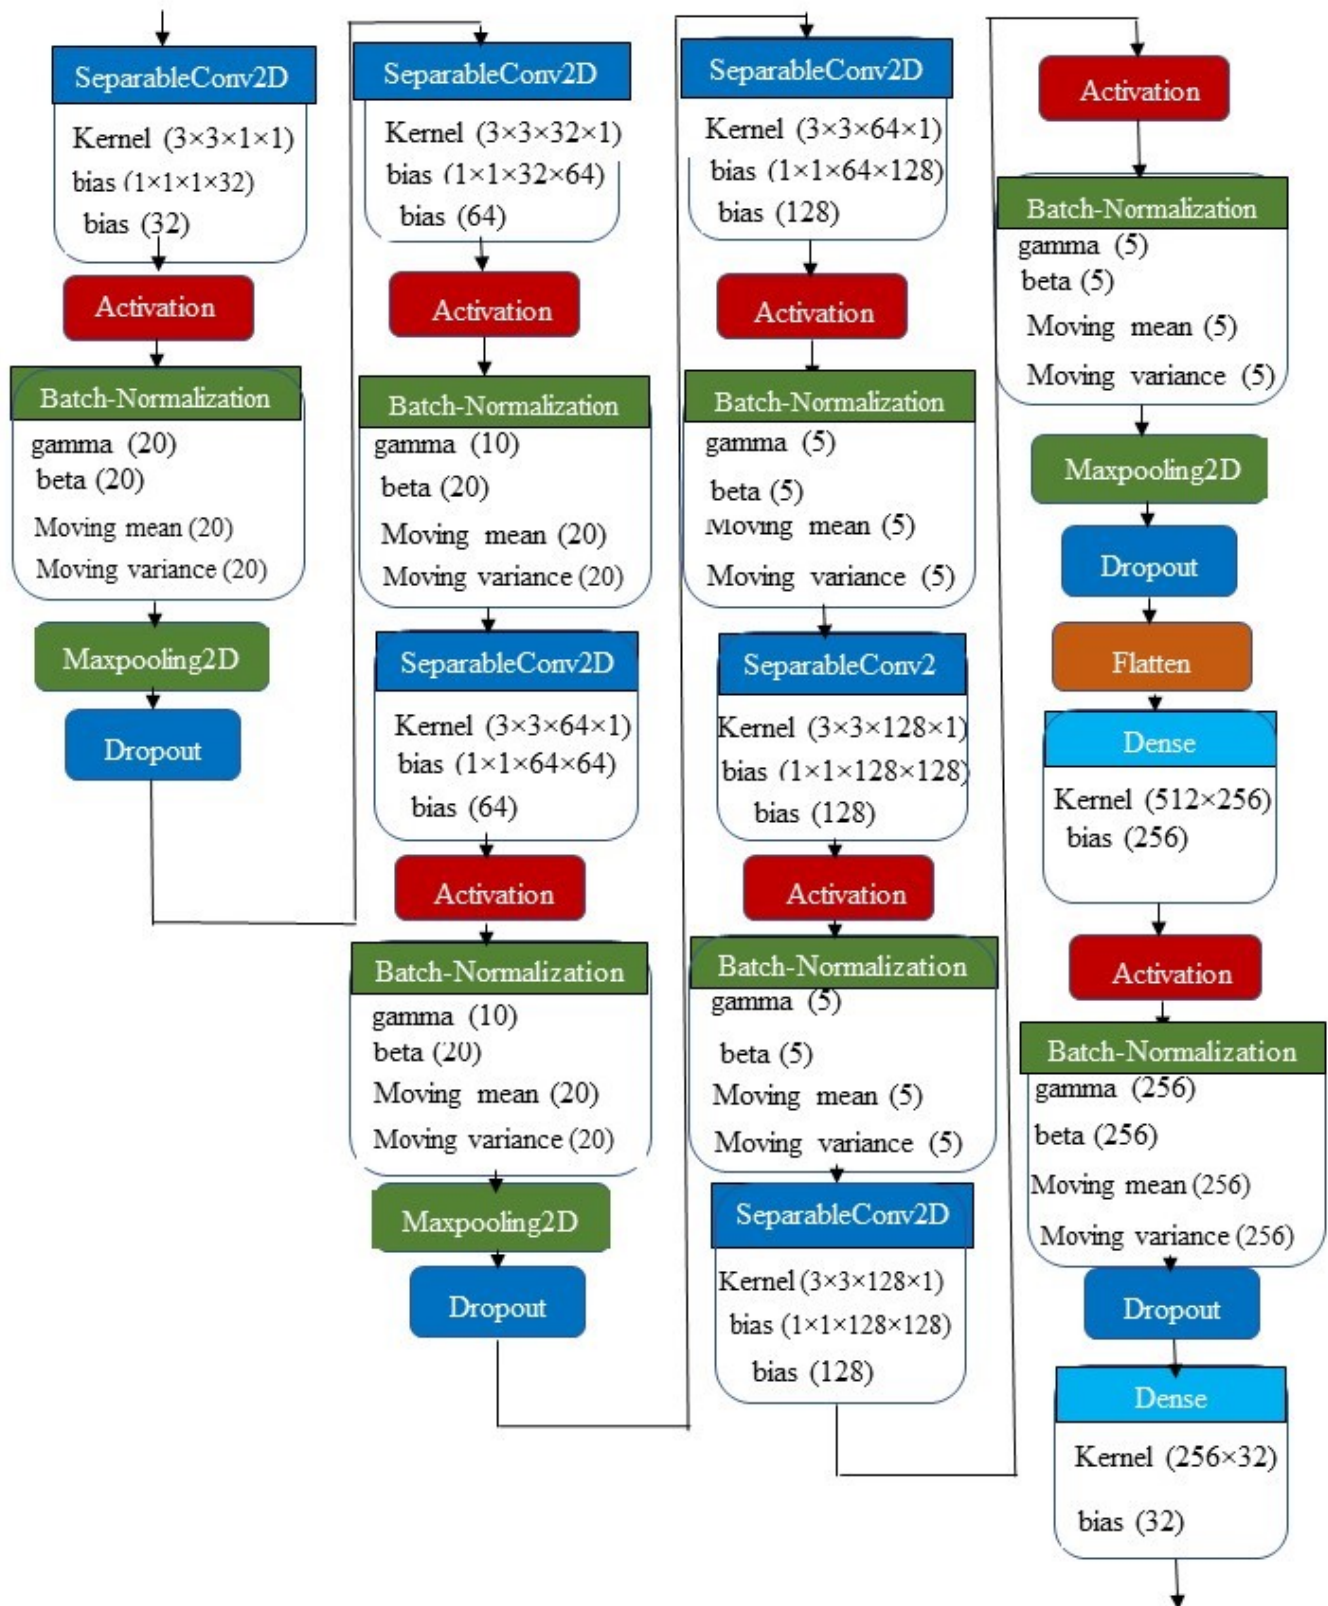 SeparableConv2D
Kernel (3×3×1×1)
bias (1×1×1×32)
bias (32)
Activation
Batch-Normalization
gamma (20)
beta (20)
Moving mean (20)
Moving variance (20)
Maxpooling2D
Dropout
SeparableConv2D
Kernel (3×3×32×1)
bias (1×1×32×64)
bias (64)
Activation
Batch-Normalization
gamma (10)
beta (20)
Moving mean (20)
Moving variance (20)
SeparableConv2D
Kernel (3×3×64×1)
bias (1×1×64×64)
bias (64)
Activation
Batch-Normalization
gamma (10)
beta (20)
Moving mean (20)
Moving variance (20)
Maxpooling2D
Dropout
SeparableConv2D
Kernel (3×3×64×1)
bias (1×1×64×128)
bias (128)
Activation
Batch-Normalization
gamma (5)
beta (5)
Moving mean (5)
Moving variance (5)
SeparableConv2
Kernel (3×3×128×1)
bias (1×1×128×128)
bias (128)
Activation
Batch-Normalization
gamma (5)
beta (5)
Moving mean (5)
Moving variance (5)
SeparableConv2D
Kernel (3×3×128×1)
bias (1×1×128×128)
bias (128)
Activation
Batch-Normalization
gamma (5)
beta (5)
Moving mean (5)
Moving variance (5)
Maxpooling2D
Dropout
Flatten
Dense
Kernel (512×256)
bias (256)
Activation
Batch-Normalization
gamma (256)
beta (256)
Moving mean (256)
Moving variance (256)
Dropout
Dense
Kernel (256×32)
bias (32)